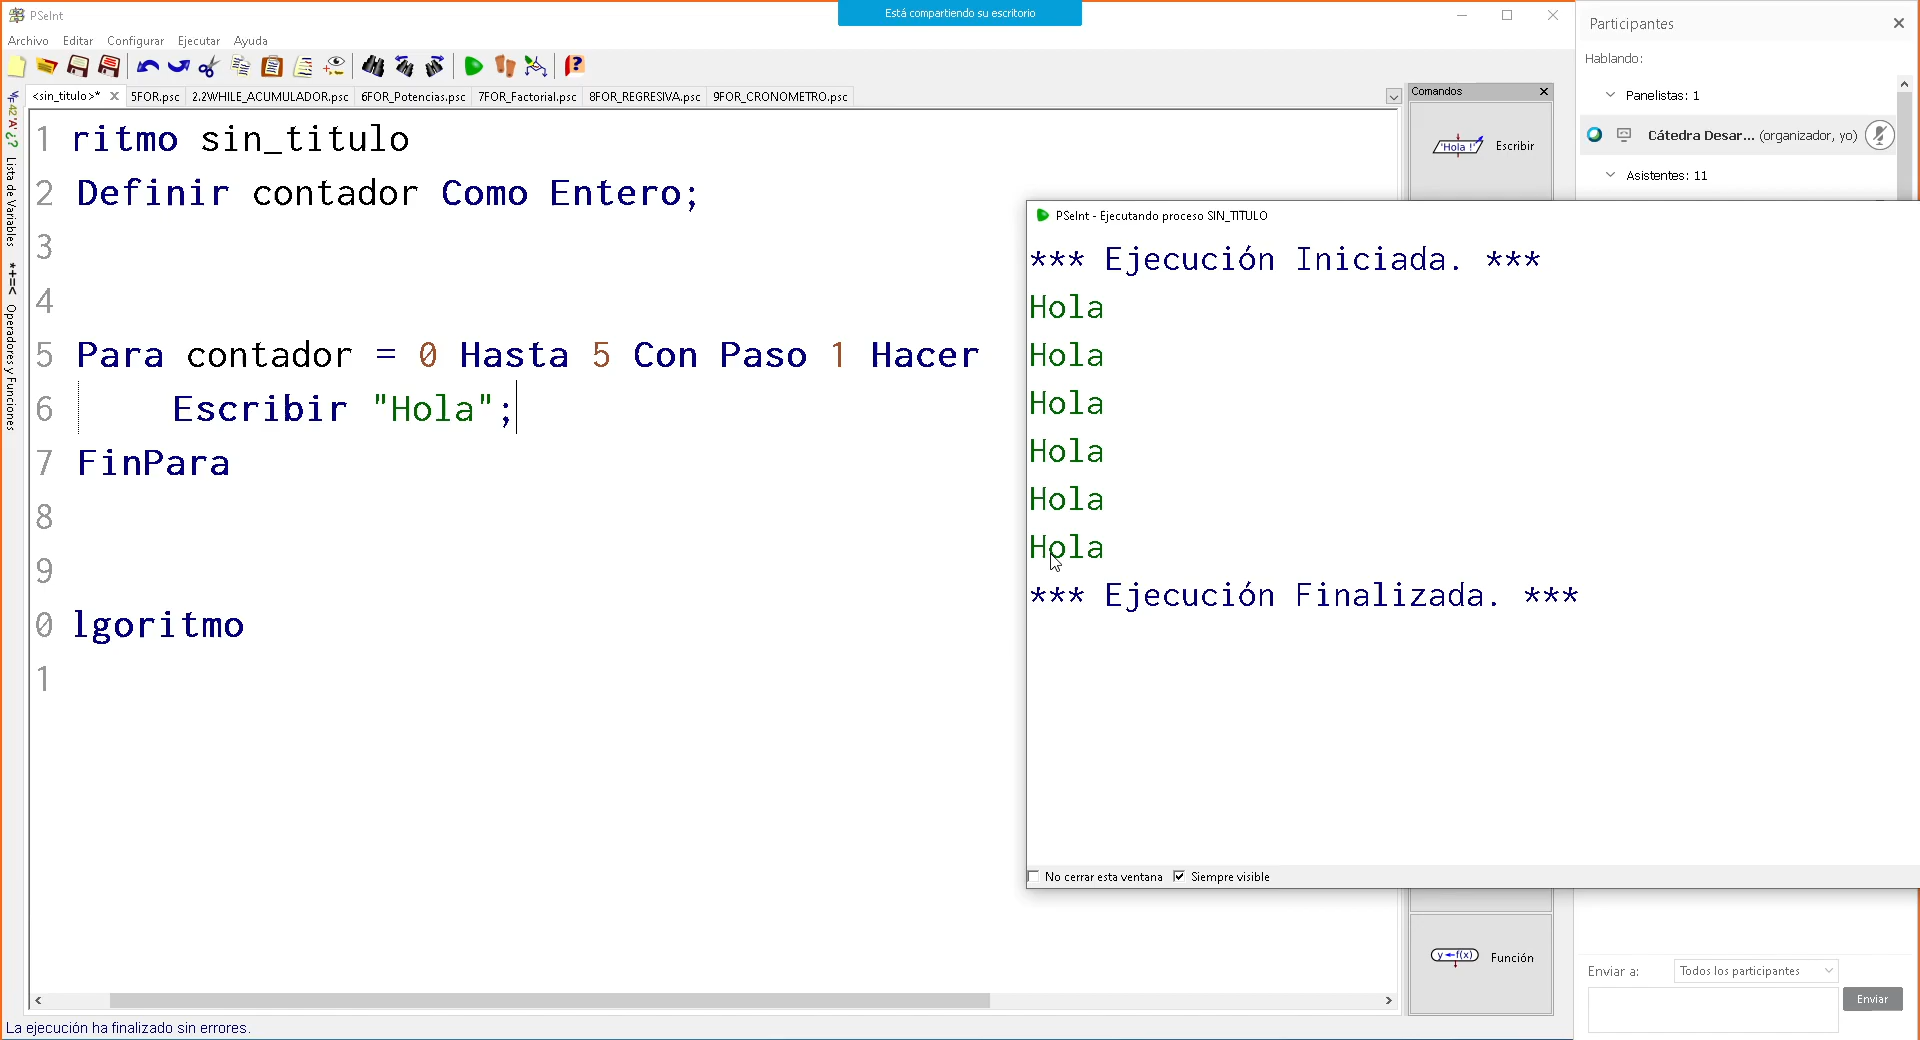 PSeInt
Está compartiendo su escritorio
Archivo Editar Configurar Ejecutar Ayuda
<sin_titulo>* 5FOR.psc 2.2WHILE_ACUMULADOR.psc 6FOR_Potencias.psc 7FOR_Factorial.psc 8FOR_REGRESIVA.psc 9FOR_CRONOMETRO.psc
Lista de Variables
Operadores y Funciones
1 ritmo sin_titulo
2 Definir contador Como Entero;
3
4
5 Para contador = 0 Hasta 5 Con Paso 1 Hacer
6 Escribir "Hola";
7 FinPara
8
9
0 lgoritmo
1
Comandos
'Hola !' Escribir
PSeInt - Ejecutando proceso SIN_TITULO
*** Ejecución Iniciada. ***
Hola
Hola
Hola
Hola
Hola
Hola
*** Ejecución Finalizada. ***
No cerrar esta ventana Siempre visible
y←f(x) Función
Participantes
Hablando:
Panelistas: 1
Cátedra Desar... (organizador, yo)
Asistentes: 11
Enviar a: Todos los participantes
Enviar
La ejecución ha finalizado sin errores.